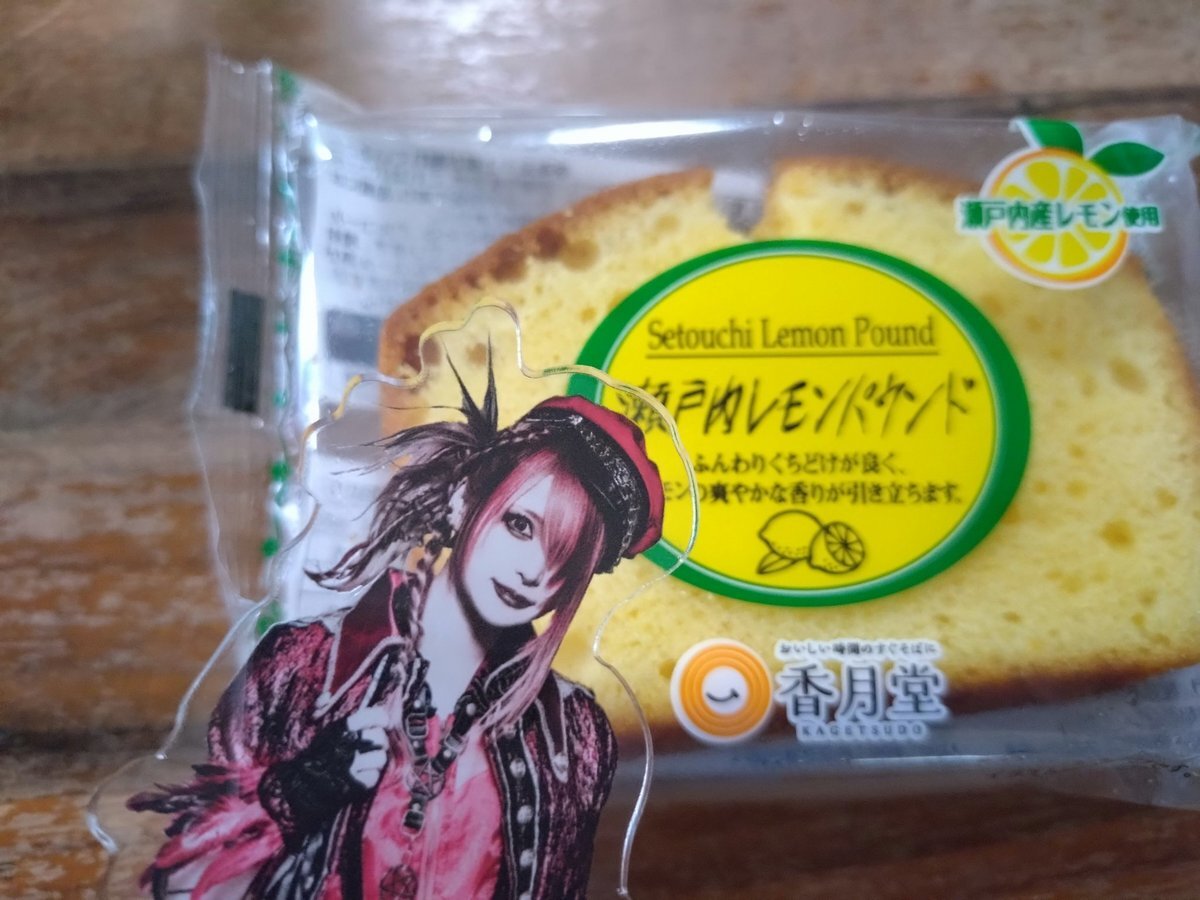 瀬戸内産レモン使用
Setouchi Lemon Pound
瀬戸内レモンパウンド
ふんわりくちどけが良く、
モンの爽やかな香りが引き立ちます。
おいしい時間のすぐそばに
香月堂
KAGETSUDO